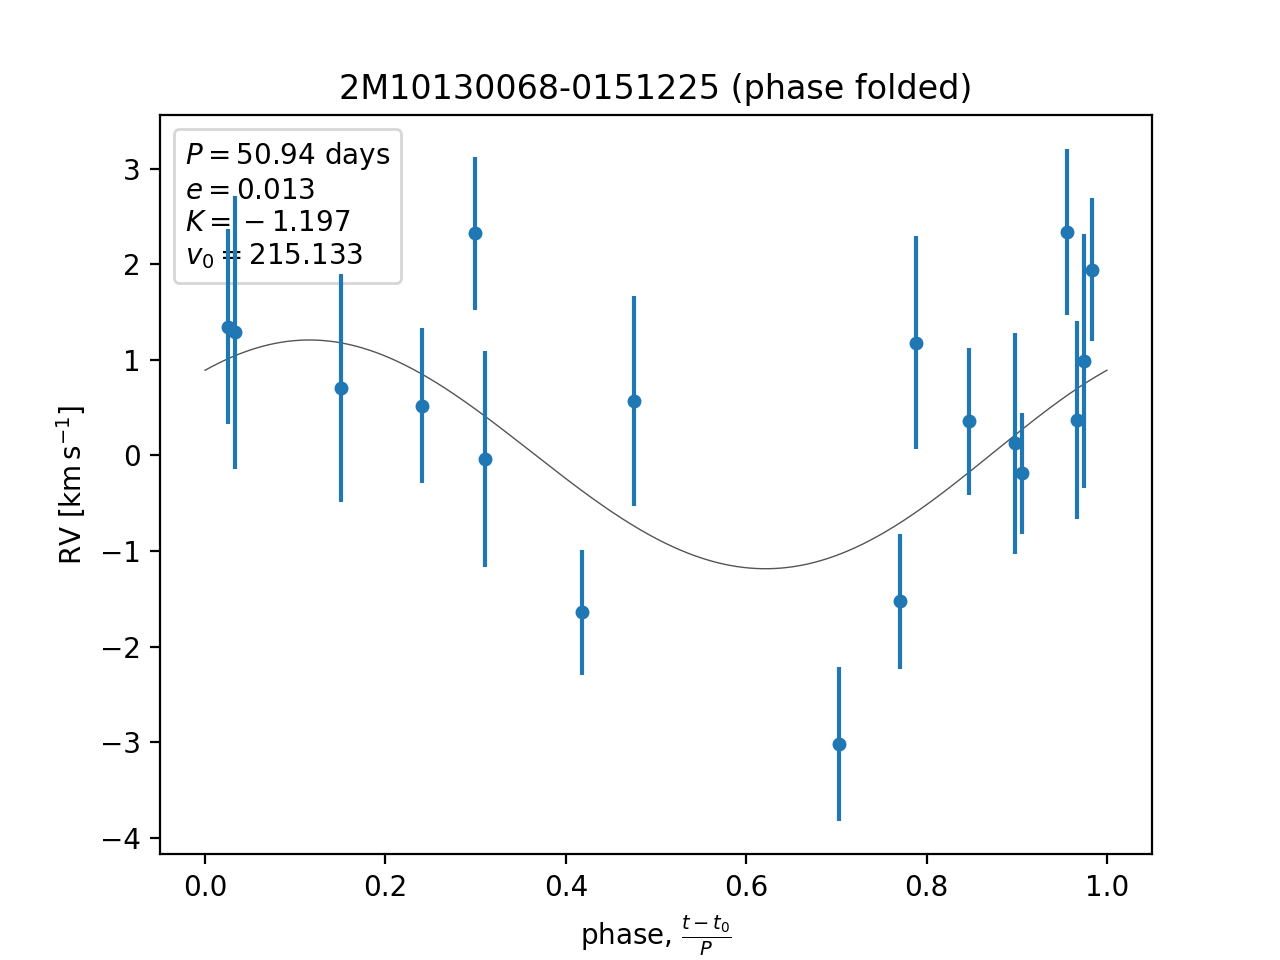 2M10130068-0151225 (phase folded)
P = 50.94 days
e = 0.013
K = −1.197
v₀ = 215.133
3
2
1
0
−1
−2
−3
−4
RV [km s⁻¹]
0.0 0.2 0.4 0.6 0.8 1.0
phase, (t − t₀)/P